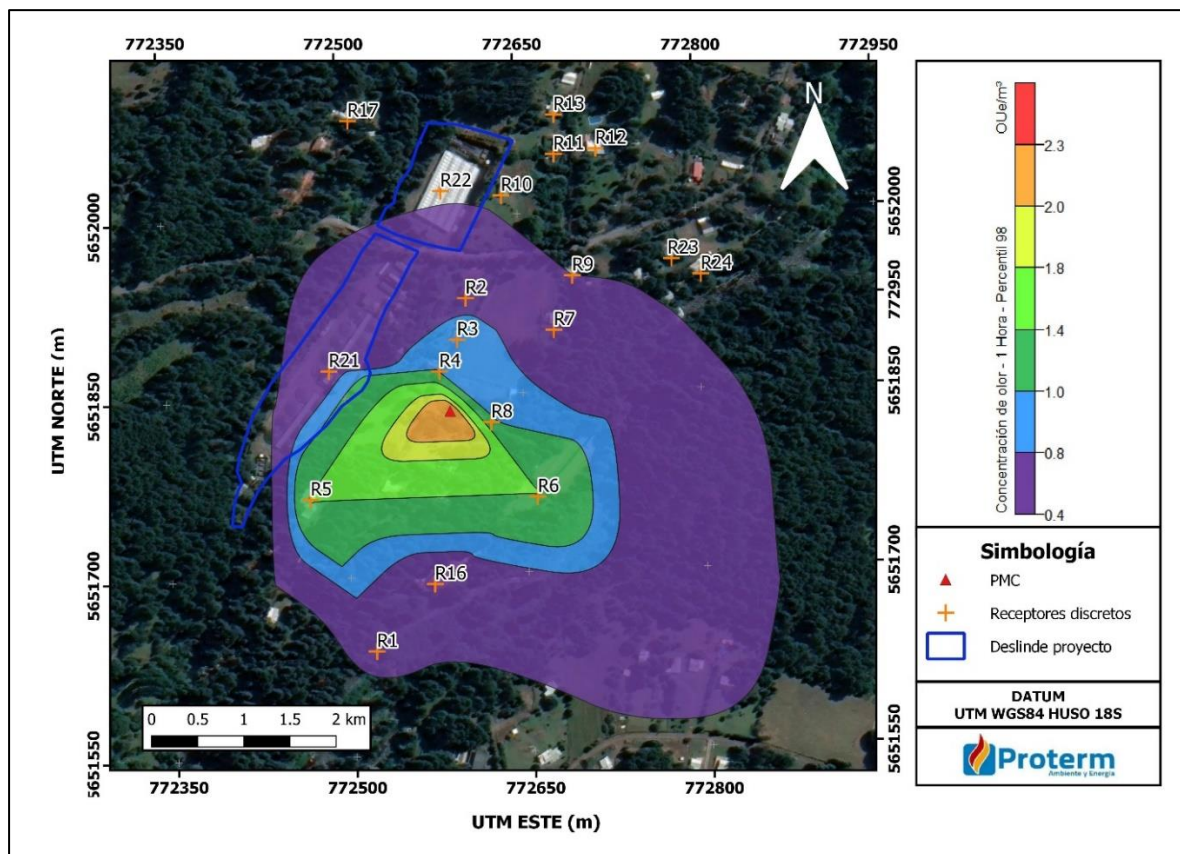 772350 772500 772650 772800 772950
OUe/m³
2.3
2.0
1.8
1.4
1.0
0.8
0.4
Concentración de olor - 1 Hora - Percentil 98
N
R17
R13
R11
R12
R22
R10
R23
R24
R9
R2
R7
R3
R4
R21
R8
R5
R6
R16
R1
5652000
5651850
5651700
5651550
UTM NORTE (m)
5652000
772950
5651850
5651700
5651550
0 0.5 1 1.5 2 km
772350 772500 772650 772800
UTM ESTE (m)
Simbología
PMC
Receptores discretos
Deslinde proyecto
DATUM
UTM WGS84 HUSO 18S
Proterm
Ambiente y Energía